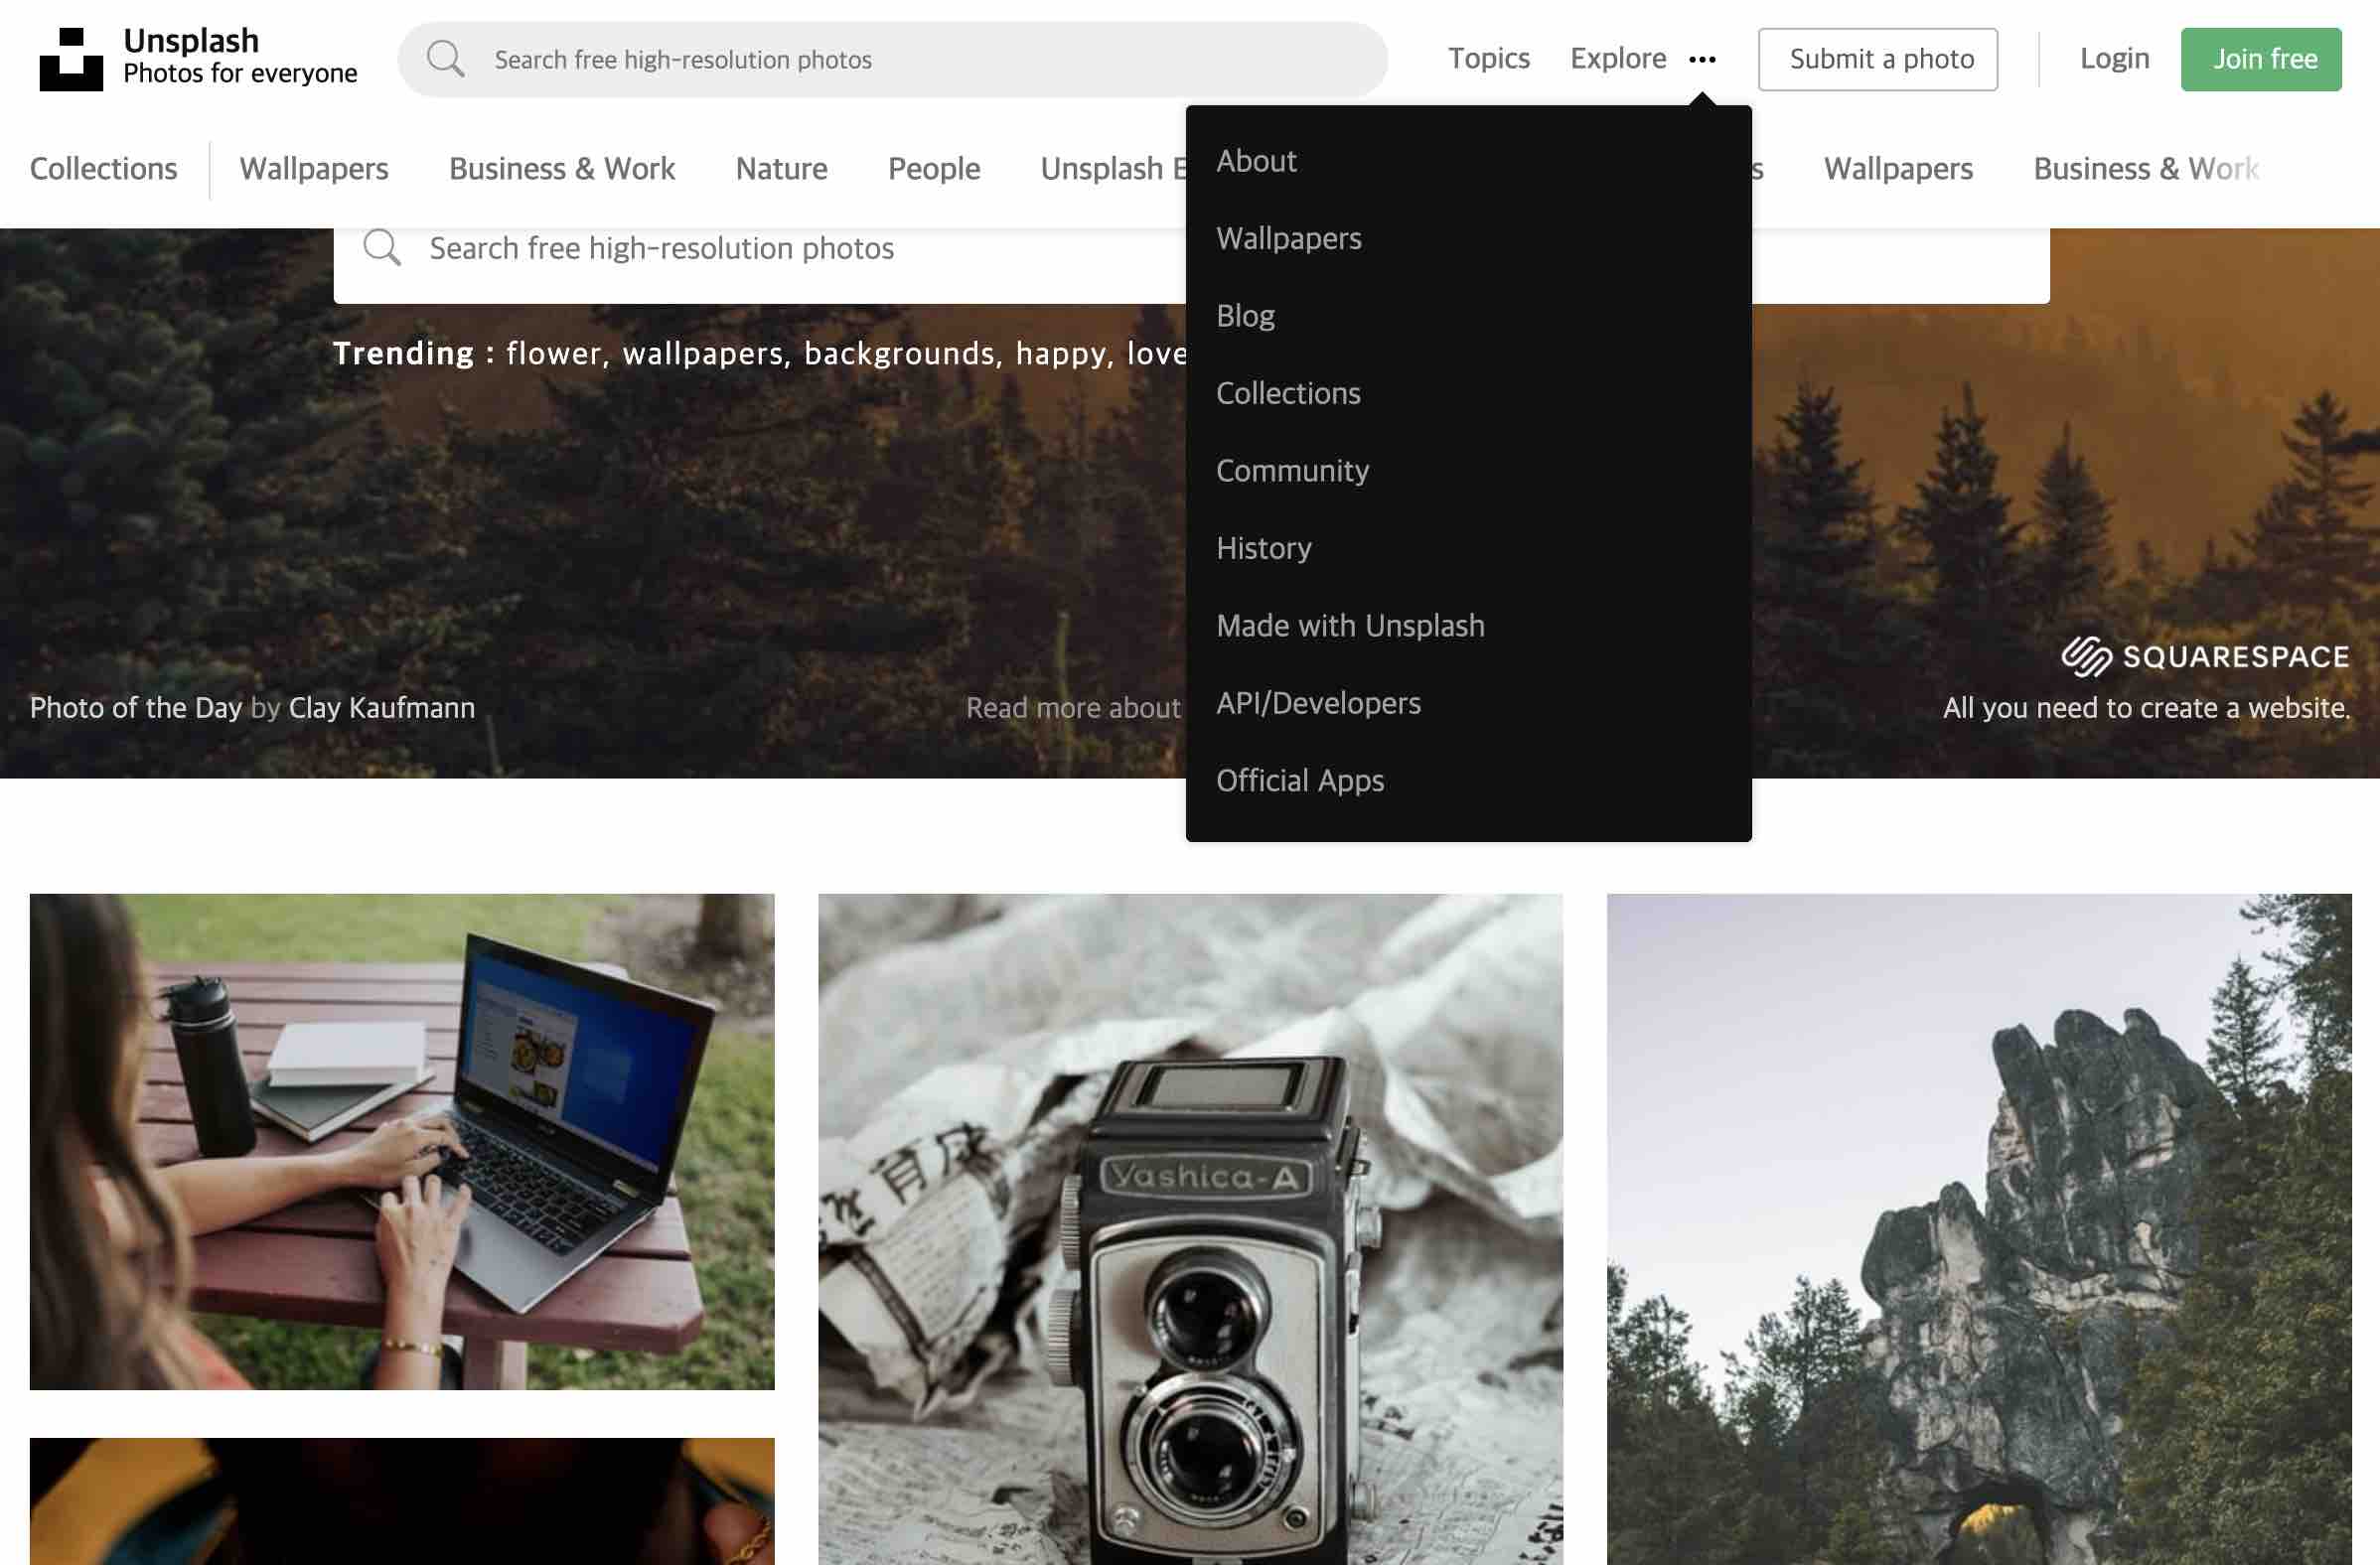 Unsplash
Photos for everyone
Search free high-resolution photos
Topics Explore ••• Submit a photo Login Join free
Collections Wallpapers Business & Work Nature People Unsplash Wallpapers Business & Work
Search free high-resolution photos
Trending : flower, wallpapers, backgrounds, happy, love
About
Wallpapers
Blog
Collections
Community
History
Made with Unsplash
API/Developers
Official Apps
SQUARESPACE
Photo of the Day by Clay Kaufmann
Read more about
All you need to create a website.
育成
Yashica-A